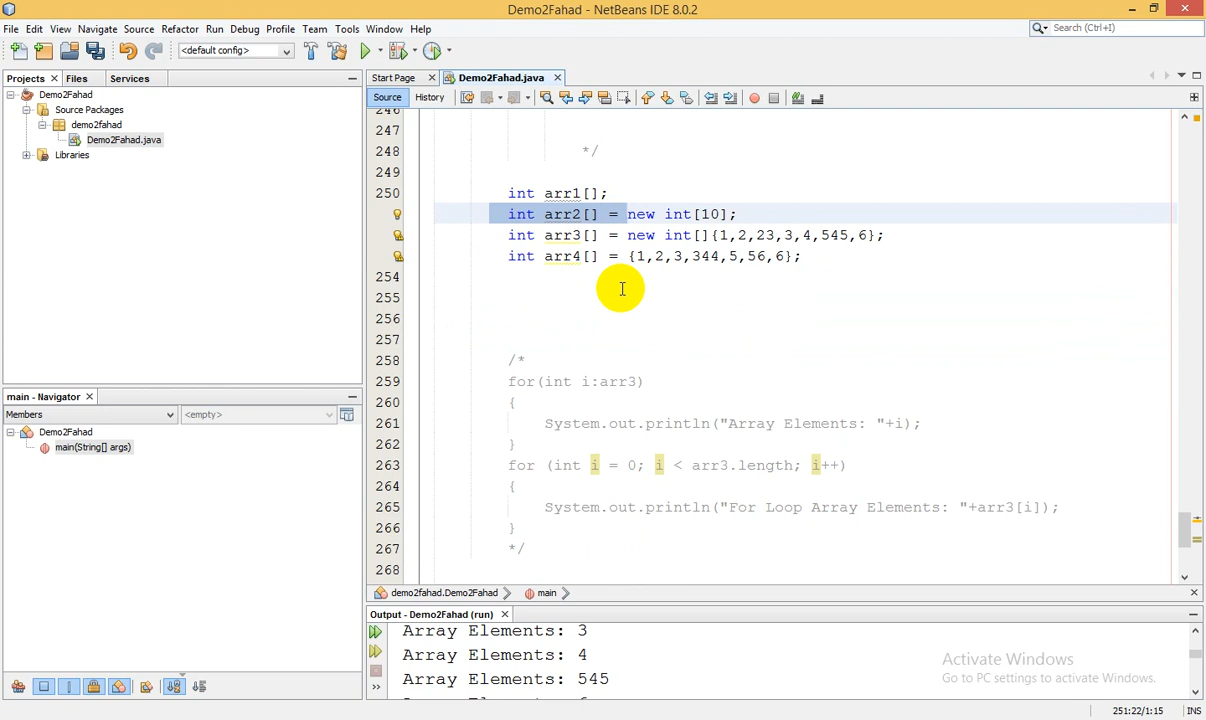 Demo2Fahad - NetBeans IDE 8.0.2
File Edit View Navigate Source Refactor Run Debug Profile Team Tools Window Help
Search (Ctrl+I)
<default config>
Projects Files Services
Demo2Fahad
Source Packages
demo2fahad
Demo2Fahad.java
Libraries
main - Navigator
Members <empty>
Demo2Fahad
main(String[] args)
Start Page Demo2Fahad.java
Source History
246
247
248 */
249
250 int arr1[];
int arr2[] = new int[10];
int arr3[] = new int[]{1,2,23,3,4,545,6};
int arr4[] = {1,2,3,344,5,56,6};
254
255
256
257
258 /*
259 for(int i:arr3)
260 {
261 System.out.println("Array Elements: "+i);
262 }
263 for (int i = 0; i < arr3.length; i++)
264 {
265 System.out.println("For Loop Array Elements: "+arr3[i]);
266 }
267 */
268
demo2fahad.Demo2Fahad main
Output - Demo2Fahad (run)
Array Elements: 3
Array Elements: 4
Array Elements: 545
Activate Windows
Go to PC settings to activate Windows.
251:22/1:15 INS